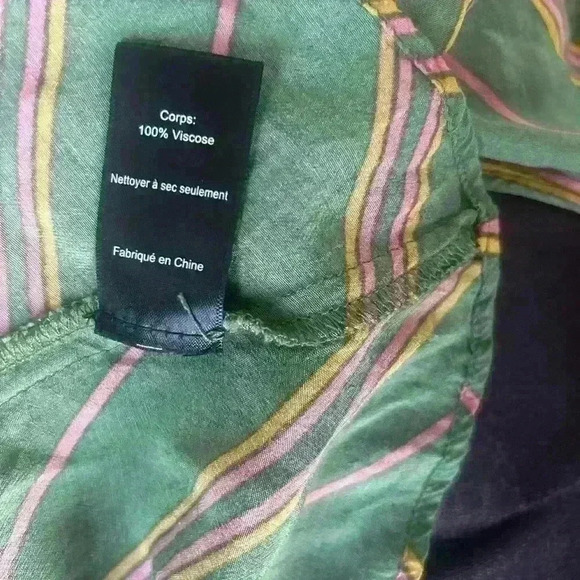 Corps:
100% Viscose
Nettoyer à sec seulement
Fabriqué en Chine